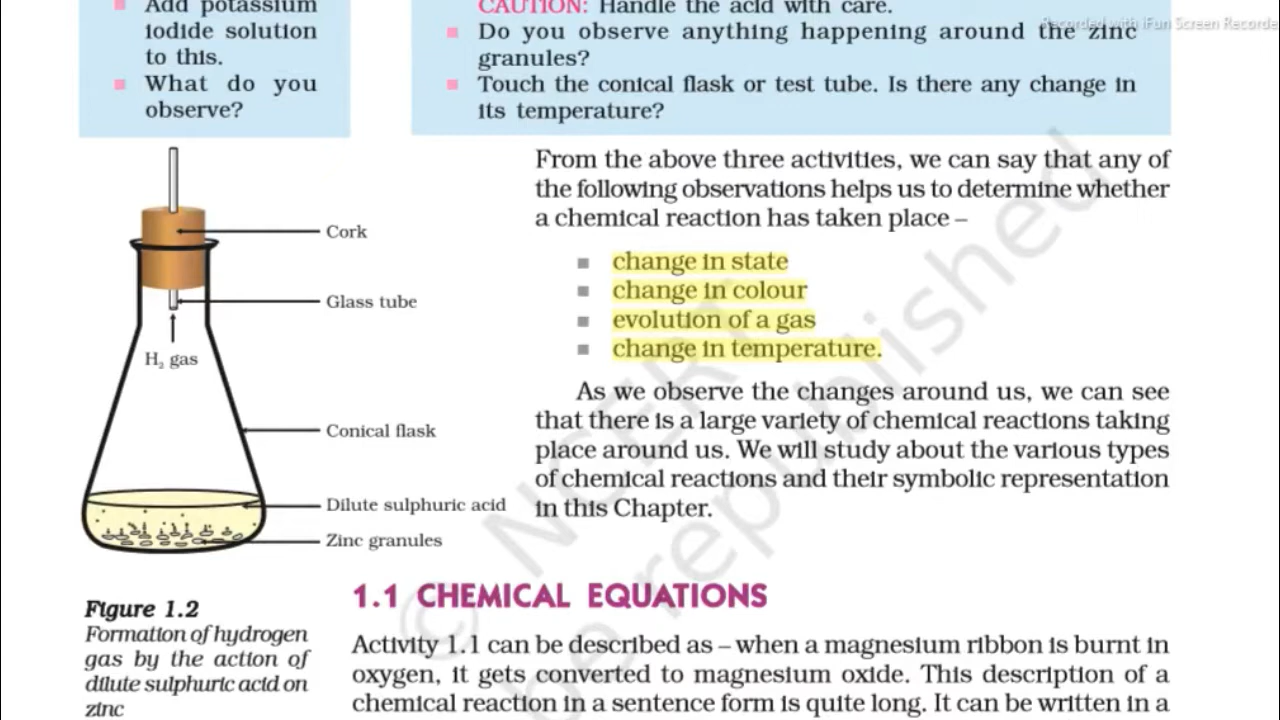 Add potassium
iodide solution
to this.
What do you
observe?
CAUTION: Handle the acid with care.
Do you observe anything happening around the zinc
granules?
Touch the conical flask or test tube. Is there any change in
its temperature?
Recorded with iFun Screen Recorde
Cork
Glass tube
H₂ gas
Conical flask
Dilute sulphuric acid
Zinc granules
Figure 1.2
Formation of hydrogen
gas by the action of
dilute sulphuric acid on
zinc
From the above three activities, we can say that any of
the following observations helps us to determine whether
a chemical reaction has taken place –
change in state
change in colour
evolution of a gas
change in temperature.
As we observe the changes around us, we can see
that there is a large variety of chemical reactions taking
place around us. We will study about the various types
of chemical reactions and their symbolic representation
in this Chapter.
1.1 CHEMICAL EQUATIONS
Activity 1.1 can be described as – when a magnesium ribbon is burnt in
oxygen, it gets converted to magnesium oxide. This description of a
chemical reaction in a sentence form is quite long. It can be written in a
© NCERT
be republished